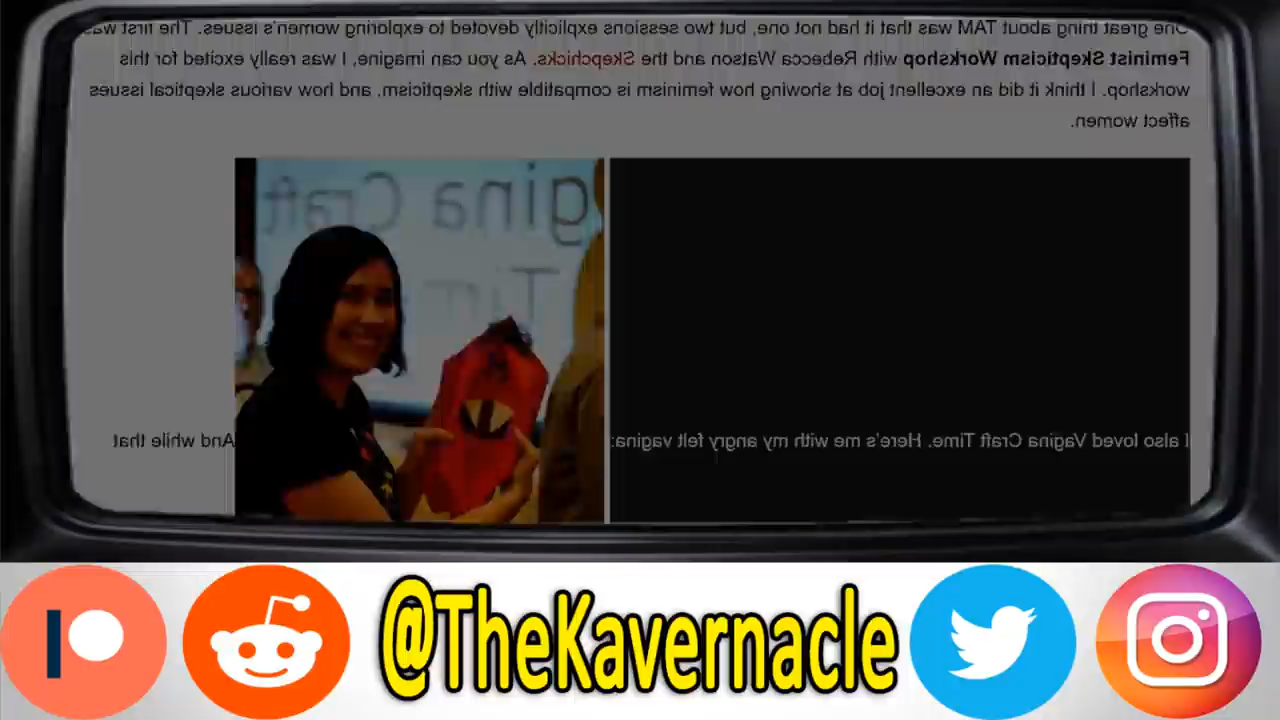 One great thing about TAM was that it had not one, but two sessions explicitly devoted to exploring women's issues. The first was
Feminist Skepticism Workshop with Rebecca Watson and the Skepchicks. As you can imagine, I was really excited for this
workshop. I think it did an excellent job at showing how feminism is compatible with skepticism, and how various skeptical issues
affect women.
gina Craft
Tim
I also loved Vagina Craft Time. Here's me with my angry felt vagina: And while that
@TheKavernacle